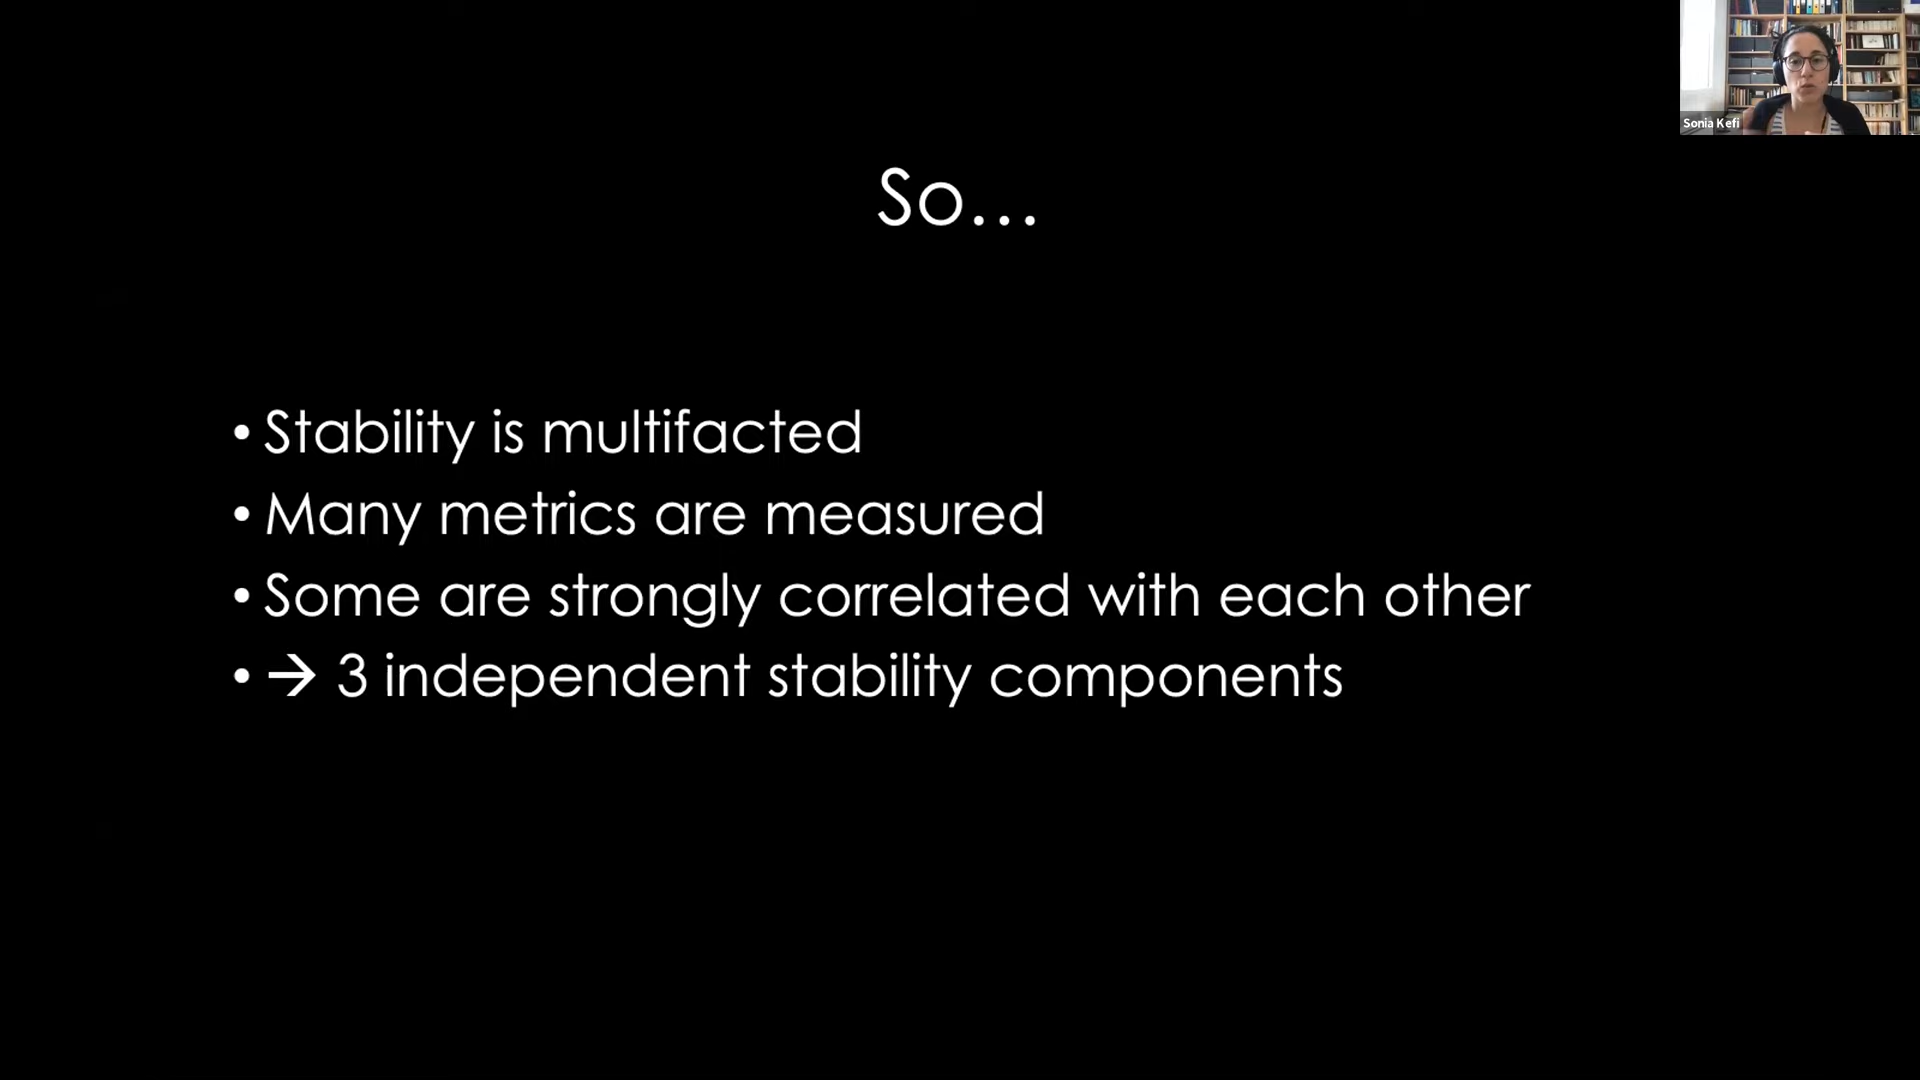 Sonia Kefi
So...
• Stability is multifacted
• Many metrics are measured
• Some are strongly correlated with each other
• → 3 independent stability components